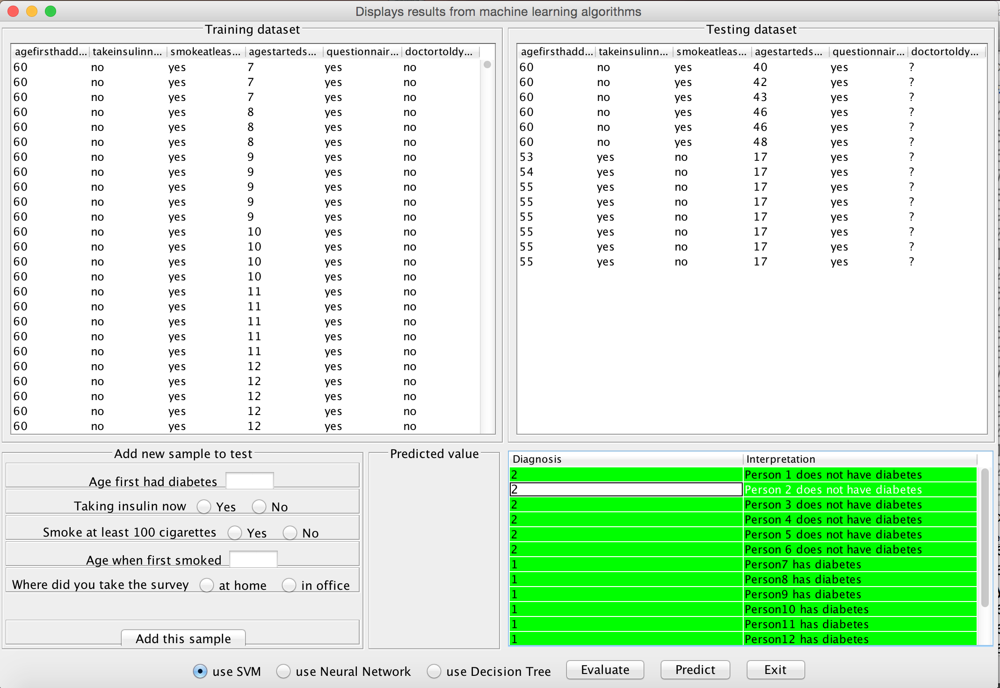 Displays results from machine learning algorithms
Training dataset
agefirsthadd... takeinsulinn... smokeatleas... agestarteds... questionnair... doctortoldy...
60 no yes 7 yes no
60 no yes 7 yes no
60 no yes 7 yes no
60 no yes 8 yes no
60 no yes 8 yes no
60 no yes 8 yes no
60 no yes 9 yes no
60 no yes 9 yes no
60 no yes 9 yes no
60 no yes 9 yes no
60 no yes 9 yes no
60 no yes 10 yes no
60 no yes 10 yes no
60 no yes 10 yes no
60 no yes 10 yes no
60 no yes 11 yes no
60 no yes 11 yes no
60 no yes 11 yes no
60 no yes 11 yes no
60 no yes 11 yes no
60 no yes 12 yes no
60 no yes 12 yes no
60 no yes 12 yes no
60 no yes 12 yes no
60 no yes 12 yes no
Testing dataset
agefirsthadd... takeinsulinn... smokeatleas... agestarteds... questionnair... doctortoldy...
60 no yes 40 yes ?
60 no yes 42 yes ?
60 no yes 43 yes ?
60 no yes 46 yes ?
60 no yes 46 yes ?
60 no yes 48 yes ?
53 yes no 17 yes ?
54 yes no 17 yes ?
55 yes no 17 yes ?
55 yes no 17 yes ?
55 yes no 17 yes ?
55 yes no 17 yes ?
55 yes no 17 yes ?
55 yes no 17 yes ?
Add new sample to test
Age first had diabetes
Taking insulin now Yes No
Smoke at least 100 cigarettes Yes No
Age when first smoked
Where did you take the survey at home in office
Add this sample
Predicted value
Diagnosis Interpretation
2 Person 1 does not have diabetes
2 Person 2 does not have diabetes
2 Person 3 does not have diabetes
2 Person 4 does not have diabetes
2 Person 5 does not have diabetes
2 Person 6 does not have diabetes
1 Person7 has diabetes
1 Person8 has diabetes
1 Person9 has diabetes
1 Person10 has diabetes
1 Person11 has diabetes
1 Person12 has diabetes
use SVM use Neural Network use Decision Tree Evaluate Predict Exit